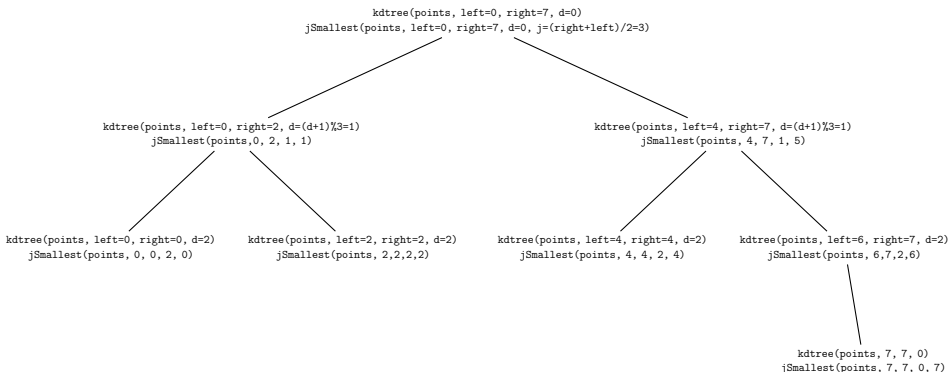 kdtree(points, left=0, right=7, d=0)
jSmallest(points, left=0, right=7, d=0, j=(right+left)/2=3)
kdtree(points, left=0, right=2, d=(d+1)%3=1)
jSmallest(points,0, 2, 1, 1)
kdtree(points, left=4, right=7, d=(d+1)%3=1)
jSmallest(points, 4, 7, 1, 5)
kdtree(points, left=0, right=0, d=2)
jSmallest(points, 0, 0, 2, 0)
kdtree(points, left=2, right=2, d=2)
jSmallest(points, 2,2,2,2)
kdtree(points, left=4, right=4, d=2)
jSmallest(points, 4, 4, 2, 4)
kdtree(points, left=6, right=7, d=2)
jSmallest(points, 6,7,2,6)
kdtree(points, 7, 7, 0)
jSmallest(points, 7, 7, 0, 7)